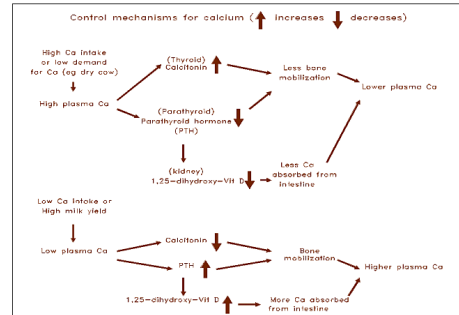 Control mechanisms for calcium (⬆ increases ⬇ decreases)
High Ca intake
or low demand
for Ca (eg dry cow)
High plasma Ca
(Thyroid)
Calcitonin ⬆
(Parathyroid)
Parathyroid hormone ⬇
(PTH)
Less bone
mobilization
Lower plasma Ca
(kidney)
1,25-dihydroxy-Vit D ⬇
Less Ca
absorbed from
intestine
Low Ca intake or
High milk yield
Low plasma Ca
Calcitonin ⬇
PTH ⬆
Bone
mobilization
Higher plasma Ca
1,25-dihydroxy-Vit D ⬆
More Ca absorbed
from intestine